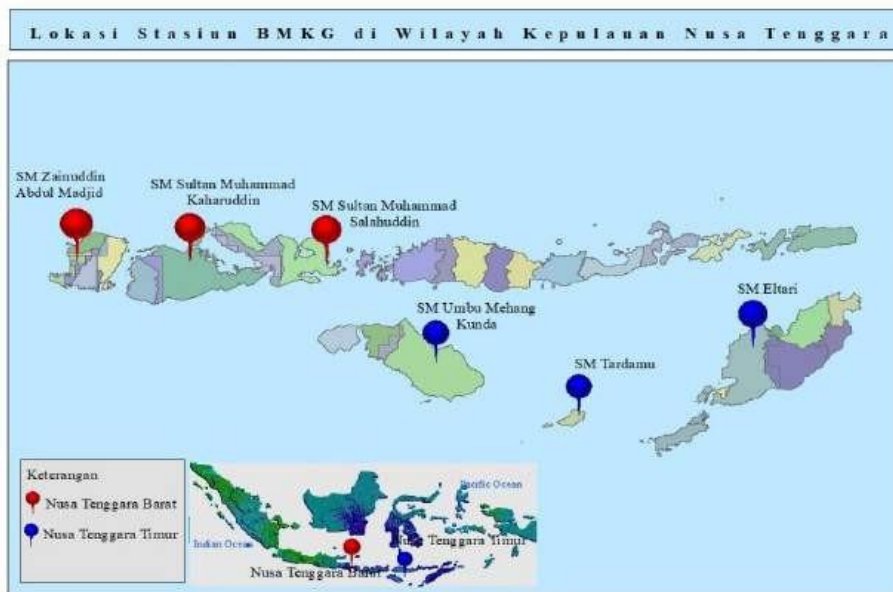 Lokasi Stasiun BMKG di Wilayah Kepulauan Nusa Tenggara
SM Zainuddin
Abdul Madjid
SM Sultan Muhammad
Kaharuddin
SM Sultan Muhammad
Salahuddin
SM Umbu Mehang
Kunda
SM Eltari
SM Tardamu
Keterangan
Nusa Tenggara Barat
Nusa Tenggara Timur
Pacific Ocean
Indian Ocean
Nusa Tenggara Timur
Nusa Tenggara Barat